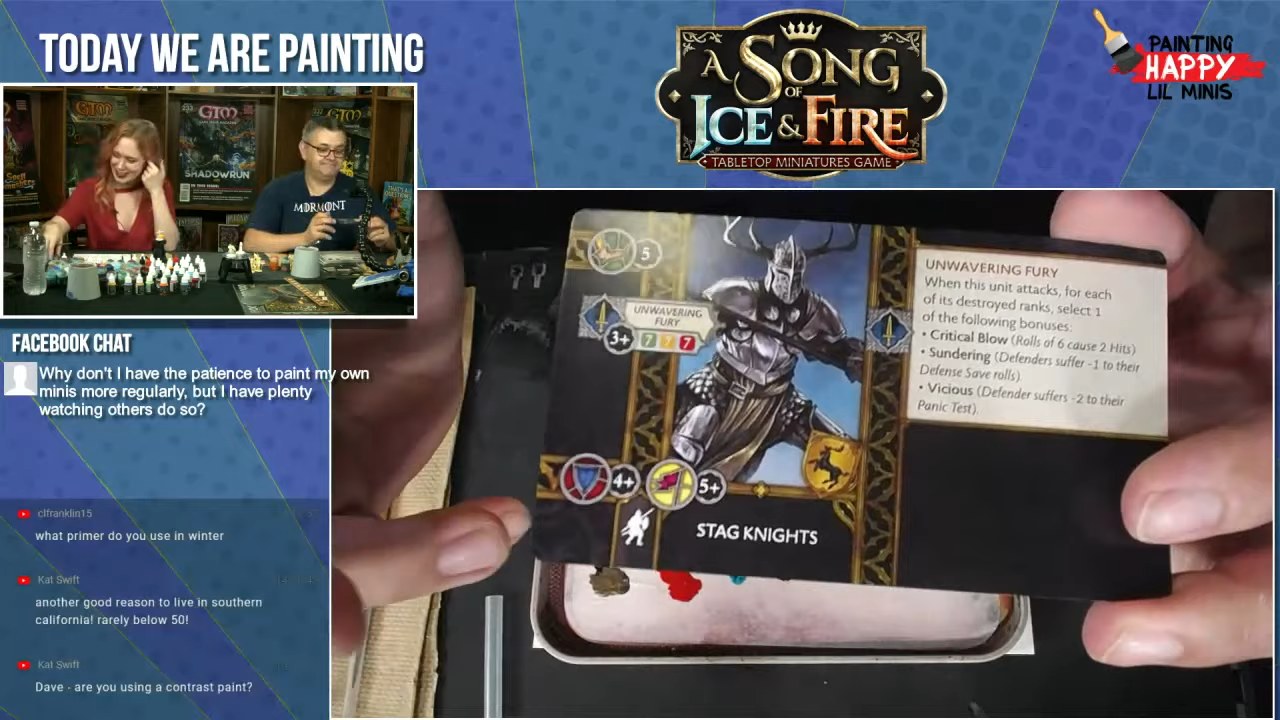 TODAY WE ARE PAINTING
A SONG
OF
ICE & FIRE
TABLETOP MINIATURES GAME
PAINTING
HAPPY
LIL MINIS
GTM
GTM
SHADOWRUN
GTM
MORMONT
THAT'S A
QUESTION
FACEBOOK CHAT
Why don't I have the patience to paint my own
minis more regularly, but I have plenty
watching others do so?
clfranklin15
what primer do you use in winter
Kat Swift
another good reason to live in southern
california! rarely below 50!
Kat Swift
Dave - are you using a contrast paint?
5
UNWAVERING
FURY
3+ 7 7 7
4+ 5+
STAG KNIGHTS
UNWAVERING FURY
When this unit attacks, for each
of its destroyed ranks, select 1
of the following bonuses:
• Critical Blow (Rolls of 6 cause 2 Hits)
• Sundering (Defenders suffer -1 to their
Defense Save rolls)
• Vicious (Defender suffers -2 to their
Panic Test).